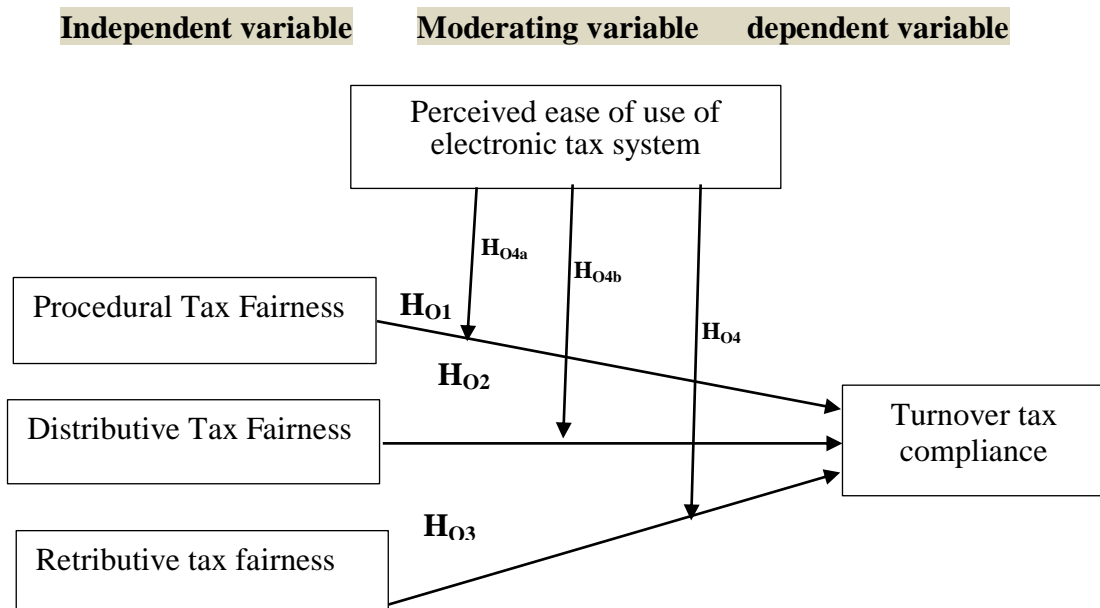 Independent variable Moderating variable dependent variable
Perceived ease of use of
electronic tax system
HO4a
HO4b
Procedural Tax Fairness
HO1
HO4
HO2
Distributive Tax Fairness
Turnover tax
compliance
HO3
Retributive tax fairness